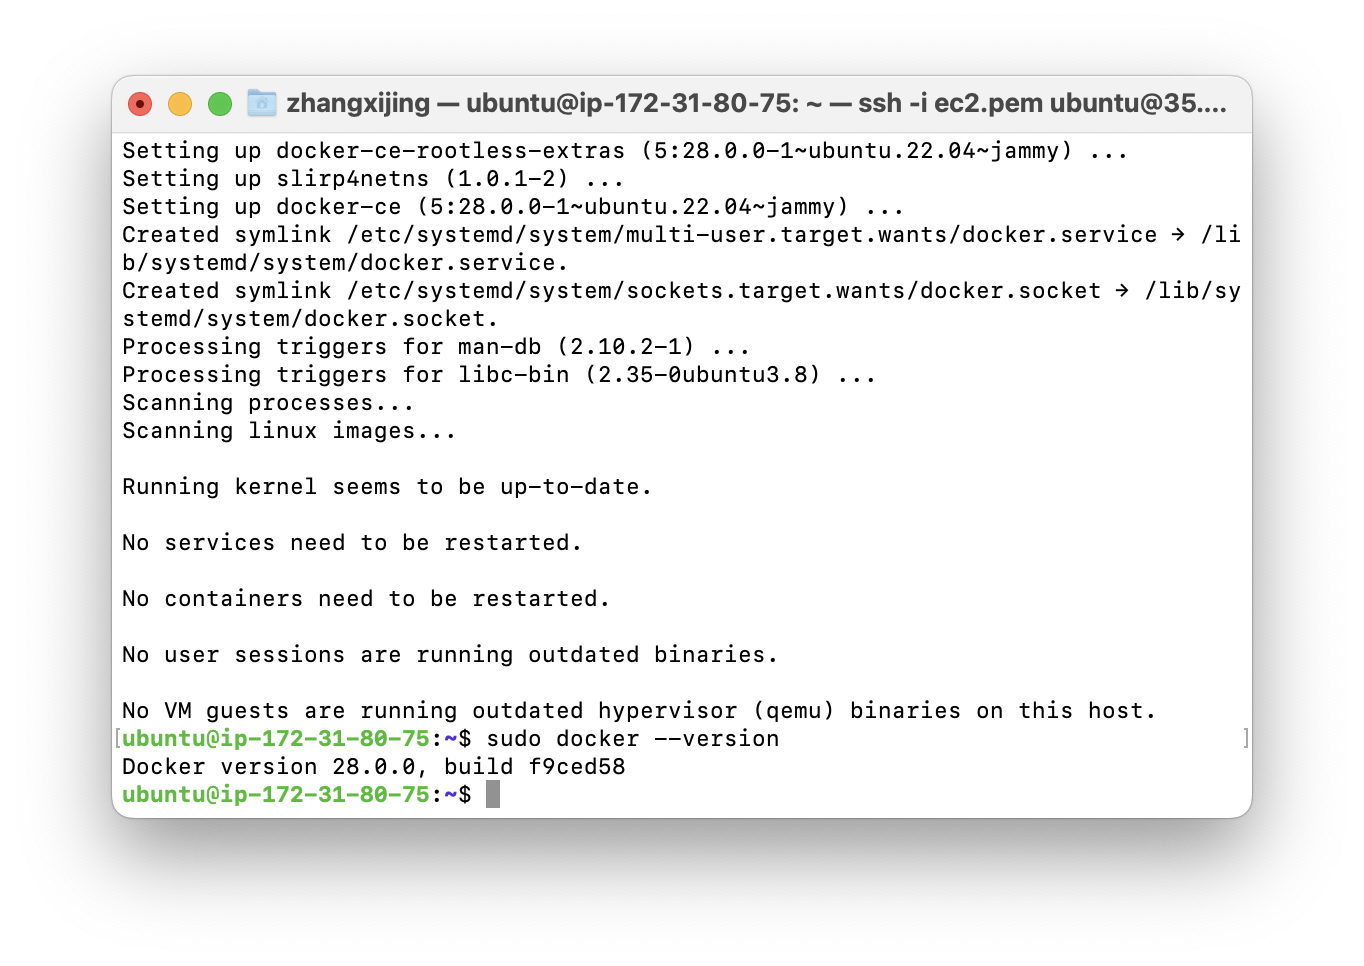 zhangxijing — ubuntu@ip-172-31-80-75: ~ — ssh -i ec2.pem ubuntu@35....
Setting up docker-ce-rootless-extras (5:28.0.0-1~ubuntu.22.04~jammy) ...
Setting up slirp4netns (1.0.1-2) ...
Setting up docker-ce (5:28.0.0-1~ubuntu.22.04~jammy) ...
Created symlink /etc/systemd/system/multi-user.target.wants/docker.service → /li
b/systemd/system/docker.service.
Created symlink /etc/systemd/system/sockets.target.wants/docker.socket → /lib/sy
stemd/system/docker.socket.
Processing triggers for man-db (2.10.2-1) ...
Processing triggers for libc-bin (2.35-0ubuntu3.8) ...
Scanning processes...
Scanning linux images...
Running kernel seems to be up-to-date.
No services need to be restarted.
No containers need to be restarted.
No user sessions are running outdated binaries.
No VM guests are running outdated hypervisor (qemu) binaries on this host.
[ubuntu@ip-172-31-80-75:~$ sudo docker --version ]
Docker version 28.0.0, build f9ced58
ubuntu@ip-172-31-80-75:~$